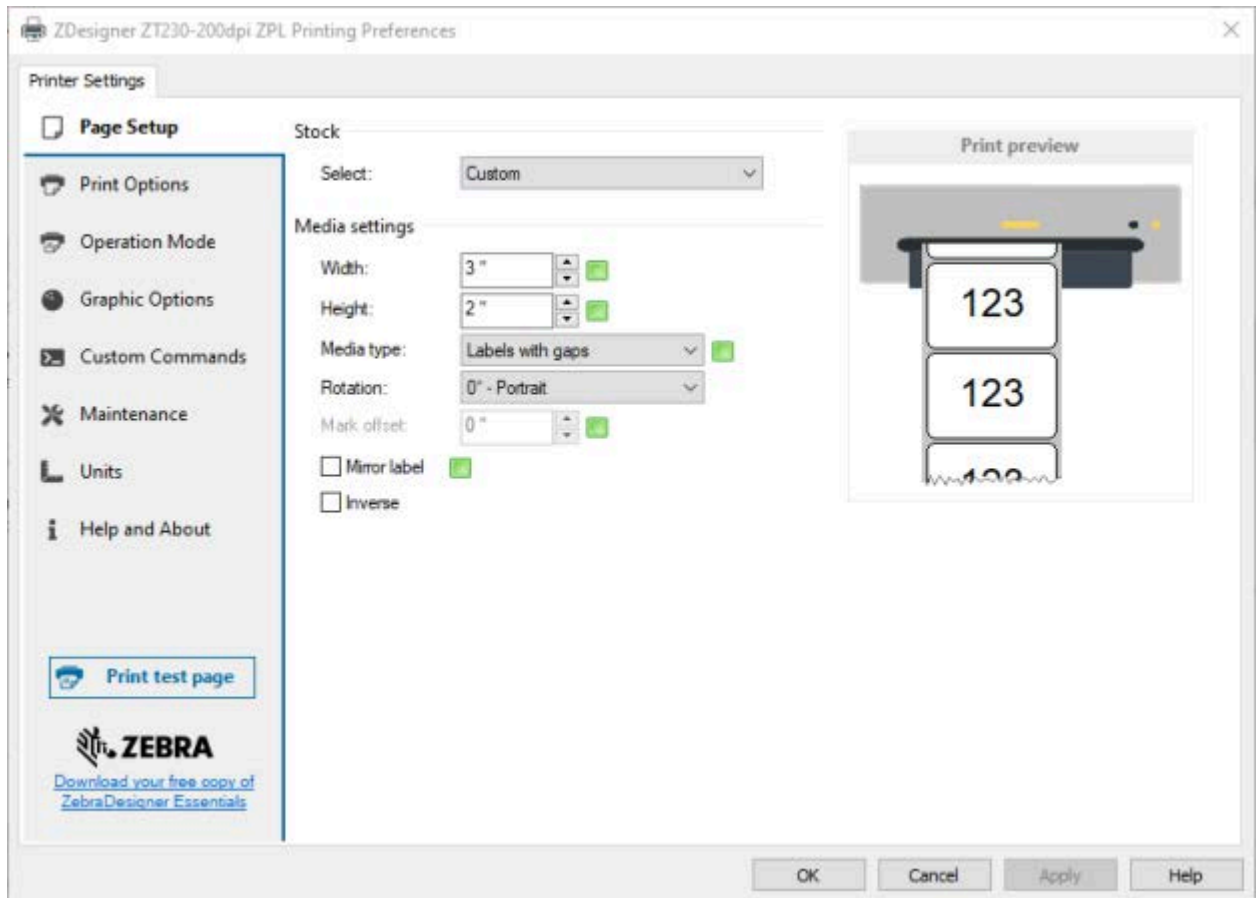 ZDesigner ZT230-200dpi ZPL Printing Preferences
Printer Settings
Page Setup
Print Options
Operation Mode
Graphic Options
Custom Commands
Maintenance
Units
Help and About
Print test page
ZEBRA
Download your free copy of
ZebraDesigner Essentials
Stock
Select: Custom
Media settings
Width: 3 "
Height: 2 "
Media type: Labels with gaps
Rotation: 0° - Portrait
Mark offset: 0 "
Mirror label
Inverse
Print preview
123
123
123
OK Cancel Apply Help